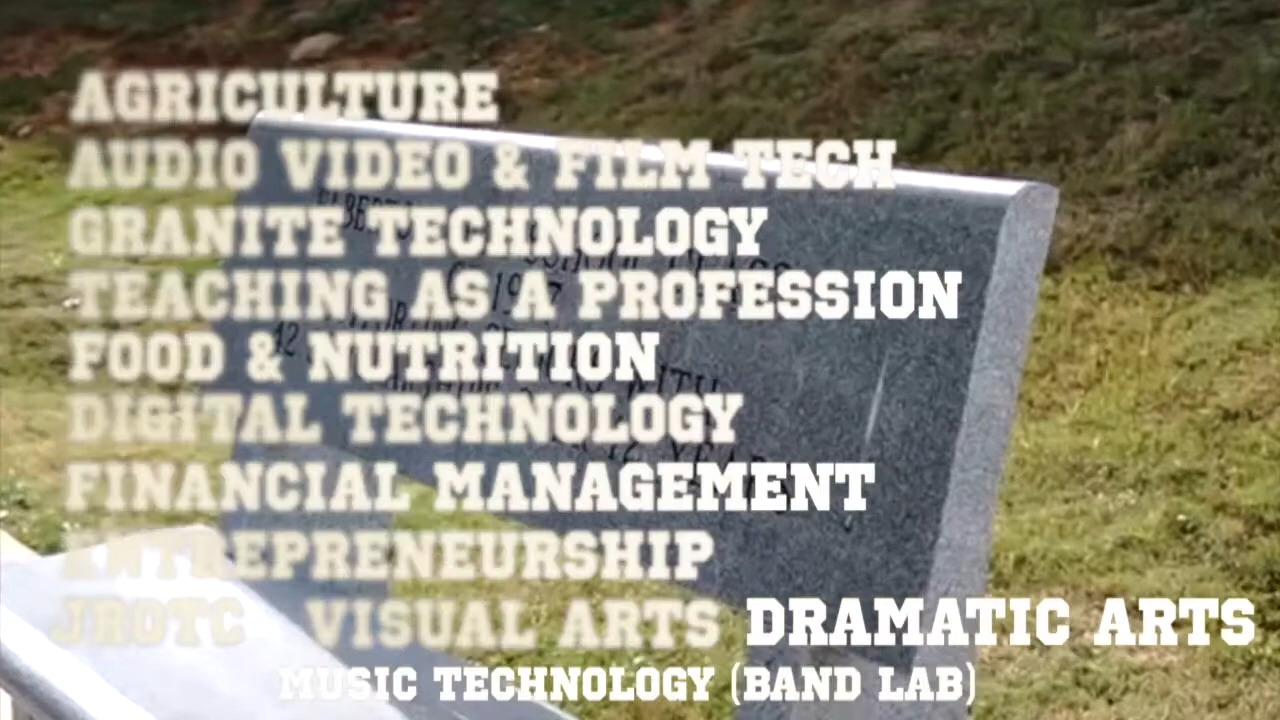 AGRICULTURE
AUDIO VIDEO & FILM TECH
GRANITE TECHNOLOGY
TEACHING AS A PROFESSION
FOOD & NUTRITION
DIGITAL TECHNOLOGY
FINANCIAL MANAGEMENT
ENTREPRENEURSHIP
JROTC VISUAL ARTS DRAMATIC ARTS
MUSIC TECHNOLOGY (BAND LAB)